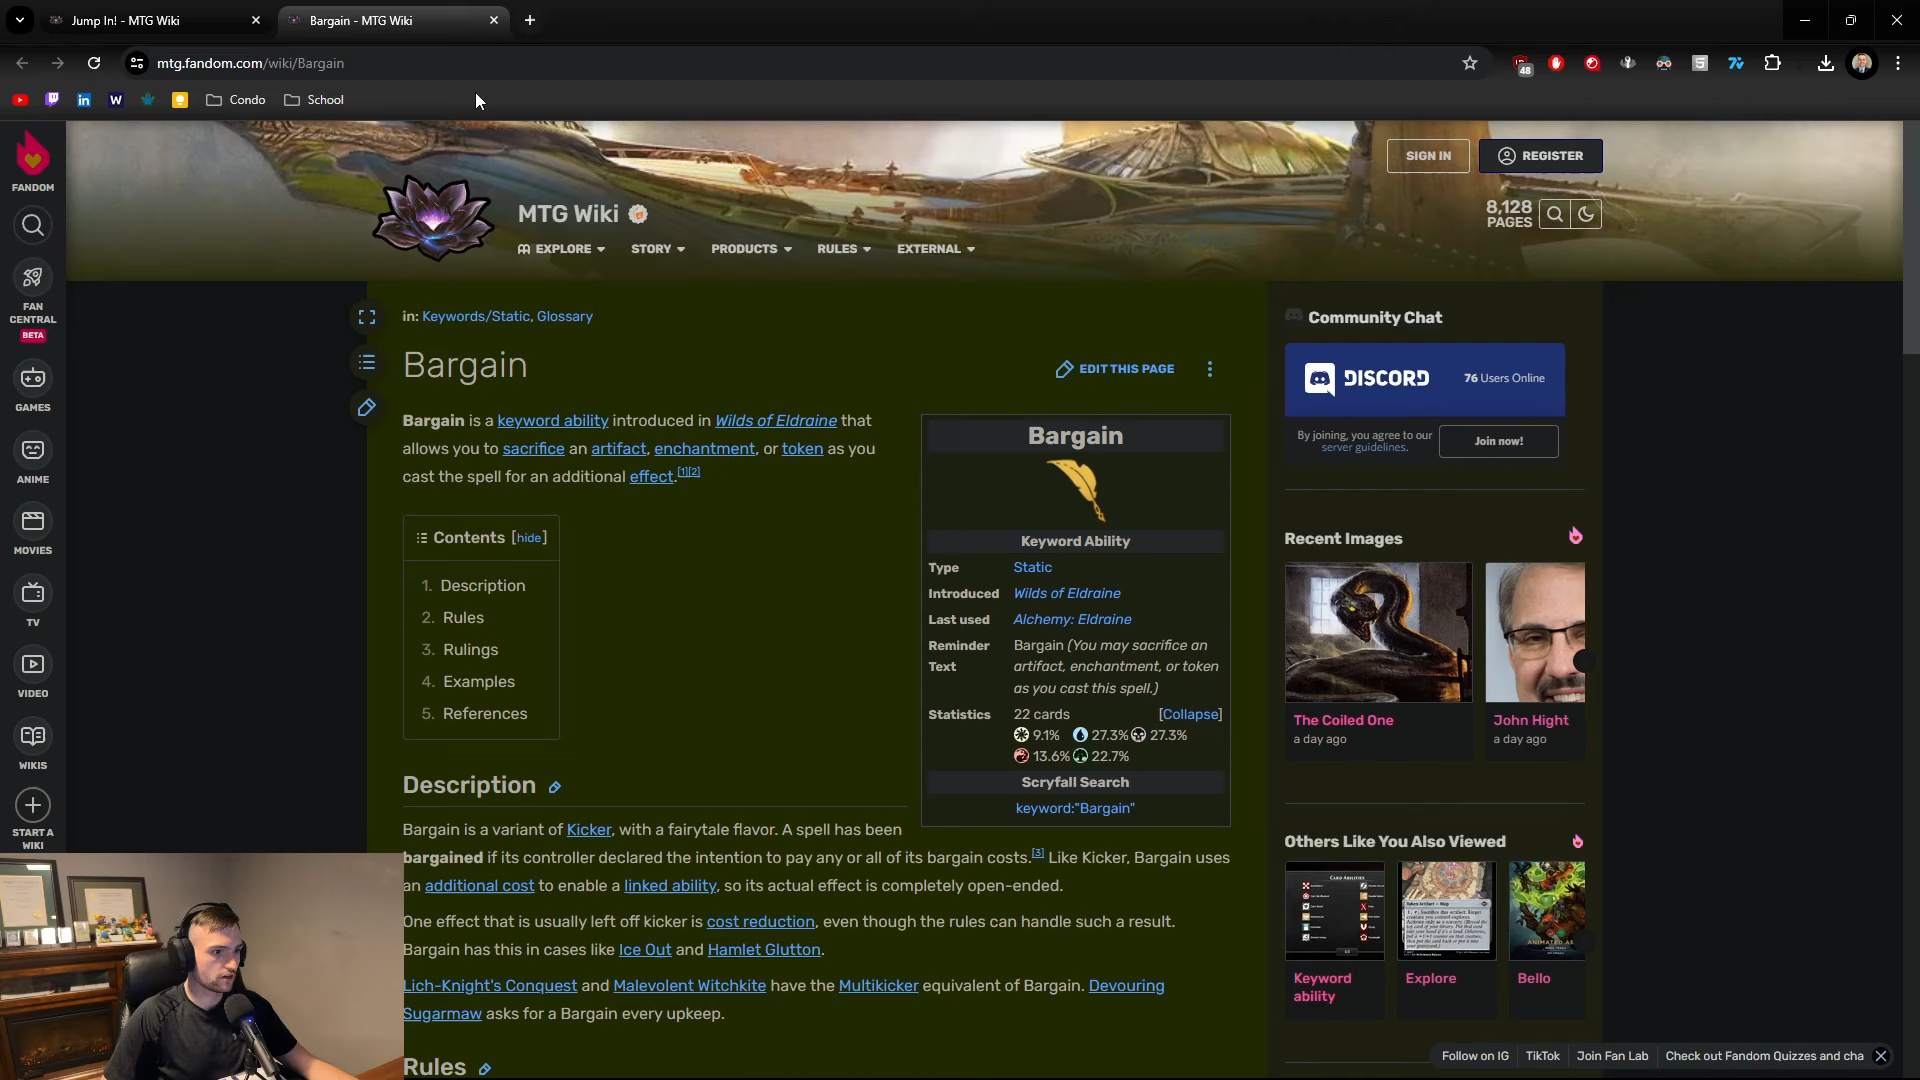 Jump In! - MTG Wiki
Bargain - MTG Wiki
mtg.fandom.com/wiki/Bargain
48
Condo
School
FANDOM
FAN
CENTRAL
BETA
GAMES
ANIME
MOVIES
TV
VIDEO
WIKIS
START A
WIKI
SIGN IN
REGISTER
MTG Wiki
8,128
PAGES
EXPLORE
STORY
PRODUCTS
RULES
EXTERNAL
in: Keywords/Static, Glossary
Bargain
EDIT THIS PAGE
Bargain is a keyword ability introduced in Wilds of Eldraine that
allows you to sacrifice an artifact, enchantment, or token as you
cast the spell for an additional effect.[1][2]
Contents [hide]
1. Description
2. Rules
3. Rulings
4. Examples
5. References
Bargain
Keyword Ability
Type Static
Introduced Wilds of Eldraine
Last used Alchemy: Eldraine
Reminder Bargain (You may sacrifice an
Text artifact, enchantment, or token
as you cast this spell.)
Statistics 22 cards [Collapse]
9.1% 27.3% 27.3%
13.6% 22.7%
Scryfall Search
keyword:"Bargain"
Description
Bargain is a variant of Kicker, with a fairytale flavor. A spell has been
bargained if its controller declared the intention to pay any or all of its bargain costs.[3] Like Kicker, Bargain uses
an additional cost to enable a linked ability, so its actual effect is completely open-ended.
One effect that is usually left off kicker is cost reduction, even though the rules can handle such a result.
Bargain has this in cases like Ice Out and Hamlet Glutton.
Lich-Knight's Conquest and Malevolent Witchkite have the Multikicker equivalent of Bargain. Devouring
Sugarmaw asks for a Bargain every upkeep.
Rules
Community Chat
DISCORD
76 Users Online
By joining, you agree to our
server guidelines.
Join now!
Recent Images
The Coiled One
a day ago
John Hight
a day ago
Others Like You Also Viewed
CARD ABILITIES
Keyword
ability
Explore
Bello
Follow on IG
TikTok
Join Fan Lab
Check out Fandom Quizzes and cha